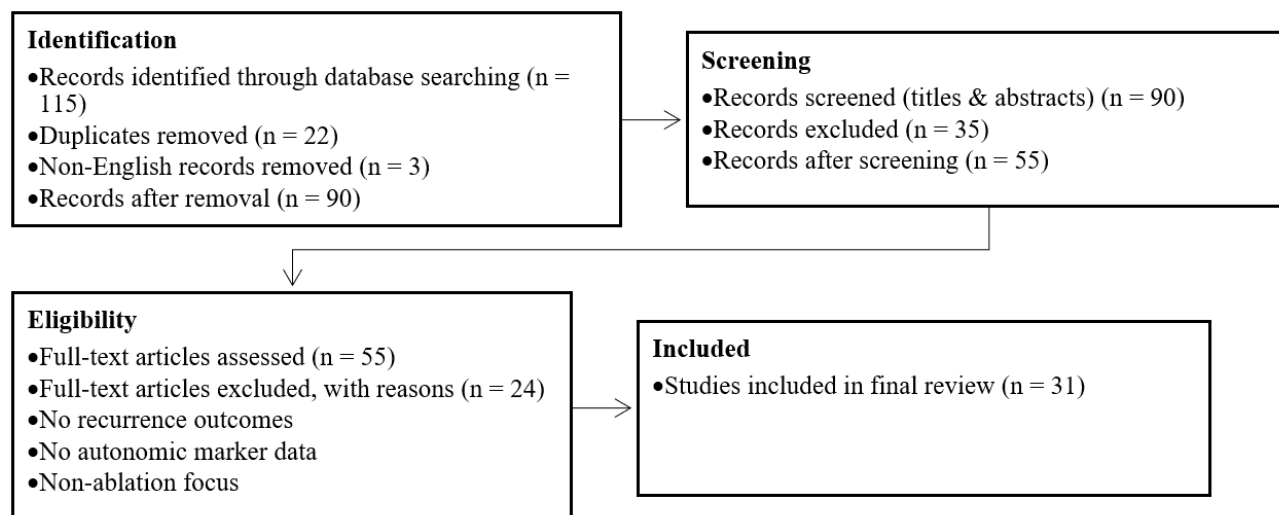 Identification
•Records identified through database searching (n =
115)
•Duplicates removed (n = 22)
•Non-English records removed (n = 3)
•Records after removal (n = 90)
Screening
•Records screened (titles & abstracts) (n = 90)
•Records excluded (n = 35)
•Records after screening (n = 55)
Eligibility
•Full-text articles assessed (n = 55)
•Full-text articles excluded, with reasons (n = 24)
•No recurrence outcomes
•No autonomic marker data
•Non-ablation focus
Included
•Studies included in final review (n = 31)